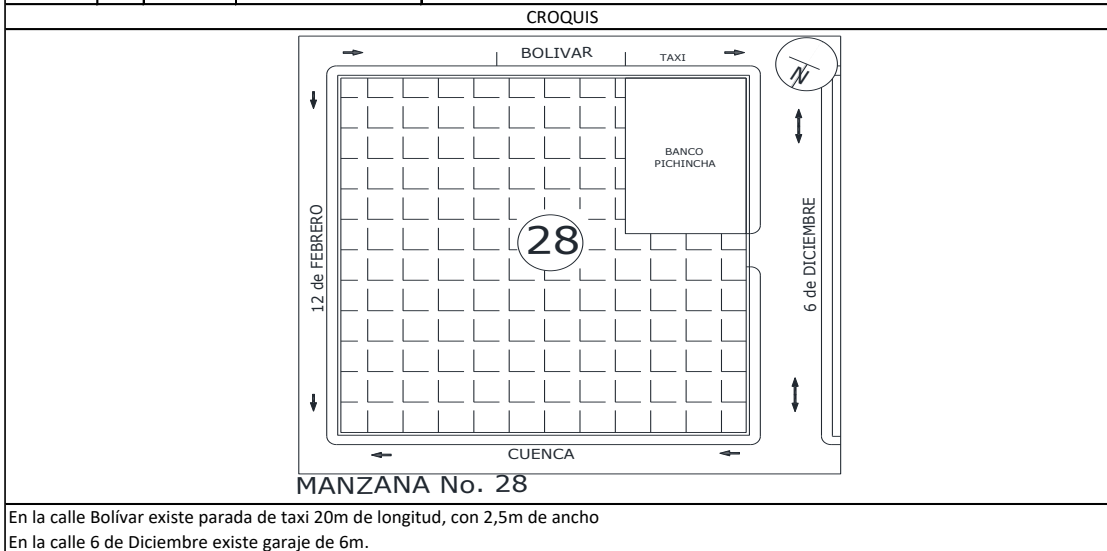 CROQUIS
BOLIVAR
TAXI
N
BANCO
PICHINCHA
12 de FEBRERO
28
6 de DICIEMBRE
CUENCA
MANZANA No. 28
En la calle Bolívar existe parada de taxi 20m de longitud, con 2,5m de ancho
En la calle 6 de Diciembre existe garaje de 6m.